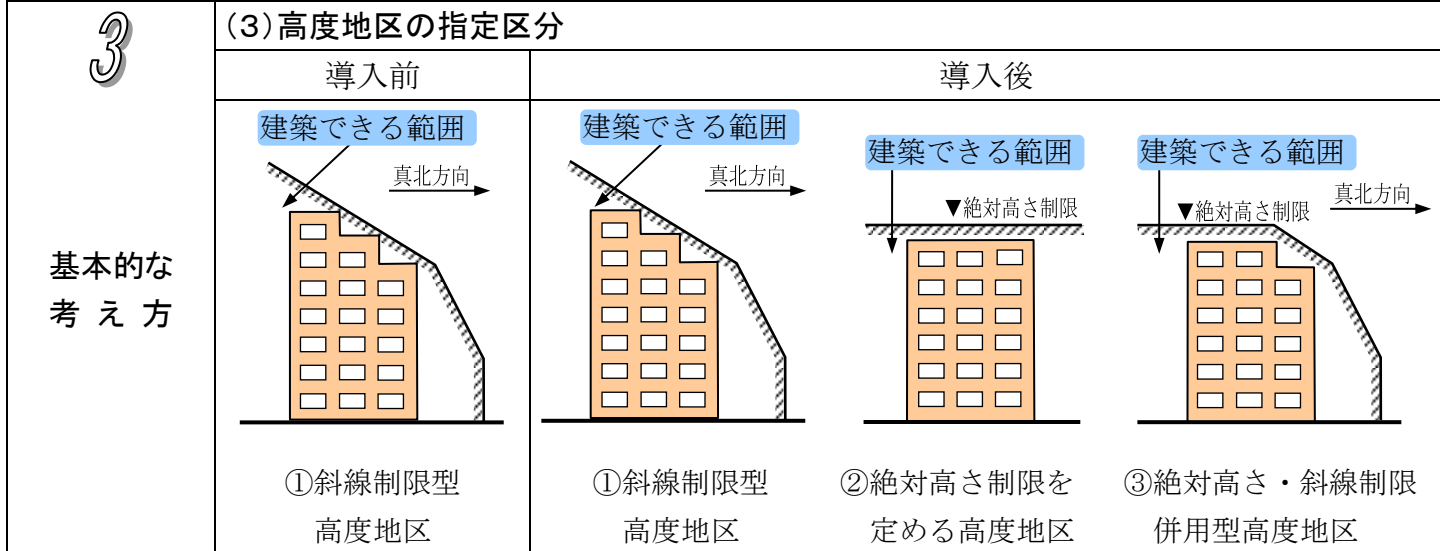 3
基本的な
考え方
(3)高度地区の指定区分
導入前
導入後
建築できる範囲
真北方向
①斜線制限型
高度地区
建築できる範囲
真北方向
①斜線制限型
高度地区
建築できる範囲
▼絶対高さ制限
②絶対高さ制限を
定める高度地区
建築できる範囲
▼絶対高さ制限
真北方向
③絶対高さ・斜線制限
併用型高度地区